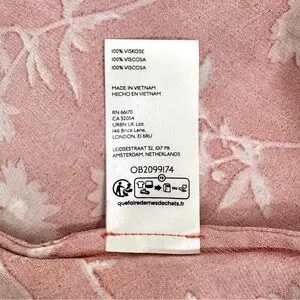 100% VISKOSE
100% VISCOSA
100% VISCOSA
MADE IN VIETNAM
HECHO EN VIETNAM
RN 66170
CA 32054
URBN UK Ltd.
146 Brick Lane,
LONDON, E1 6RU
LEIDSESTRAAT 32, 1017 PB
AMSTERDAM, NETHERLANDS
OB2099174
OU
quefairedemesdechets.fr